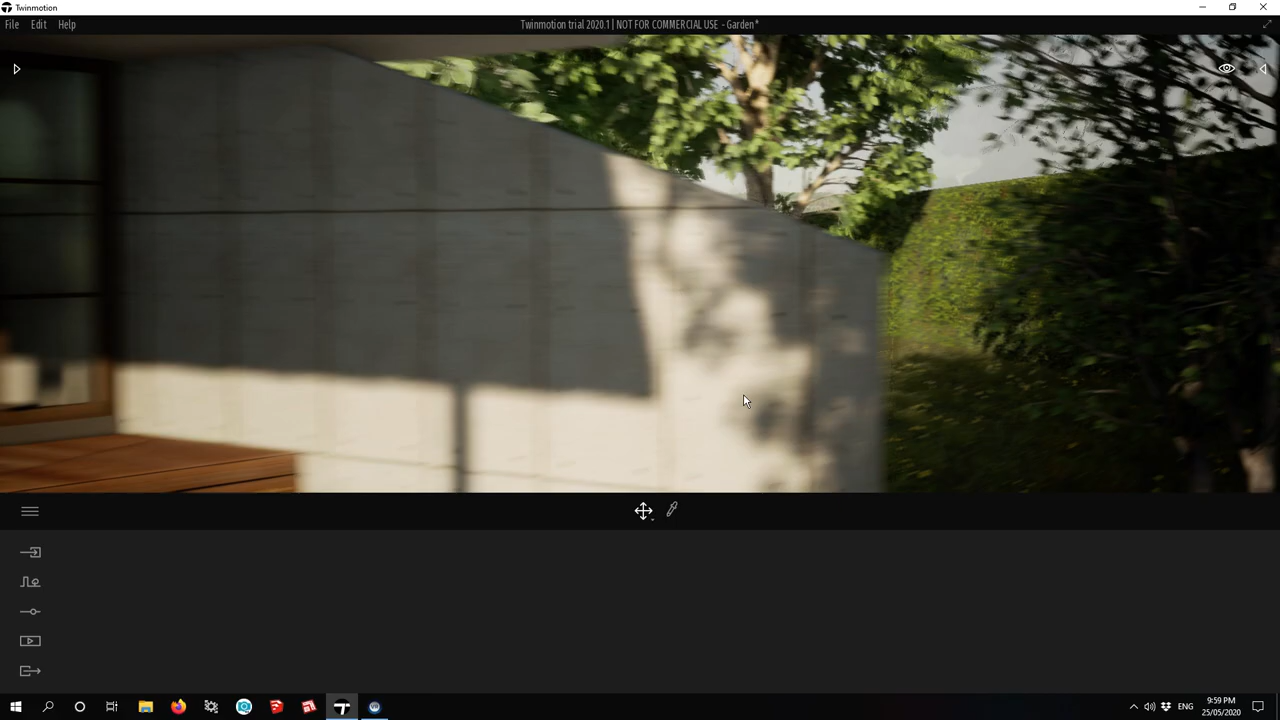 Twinmotion
File Edit Help
Twinmotion trial 2020.1 | NOT FOR COMMERCIAL USE - Garden*
ENG
9:59 PM
25/05/2020